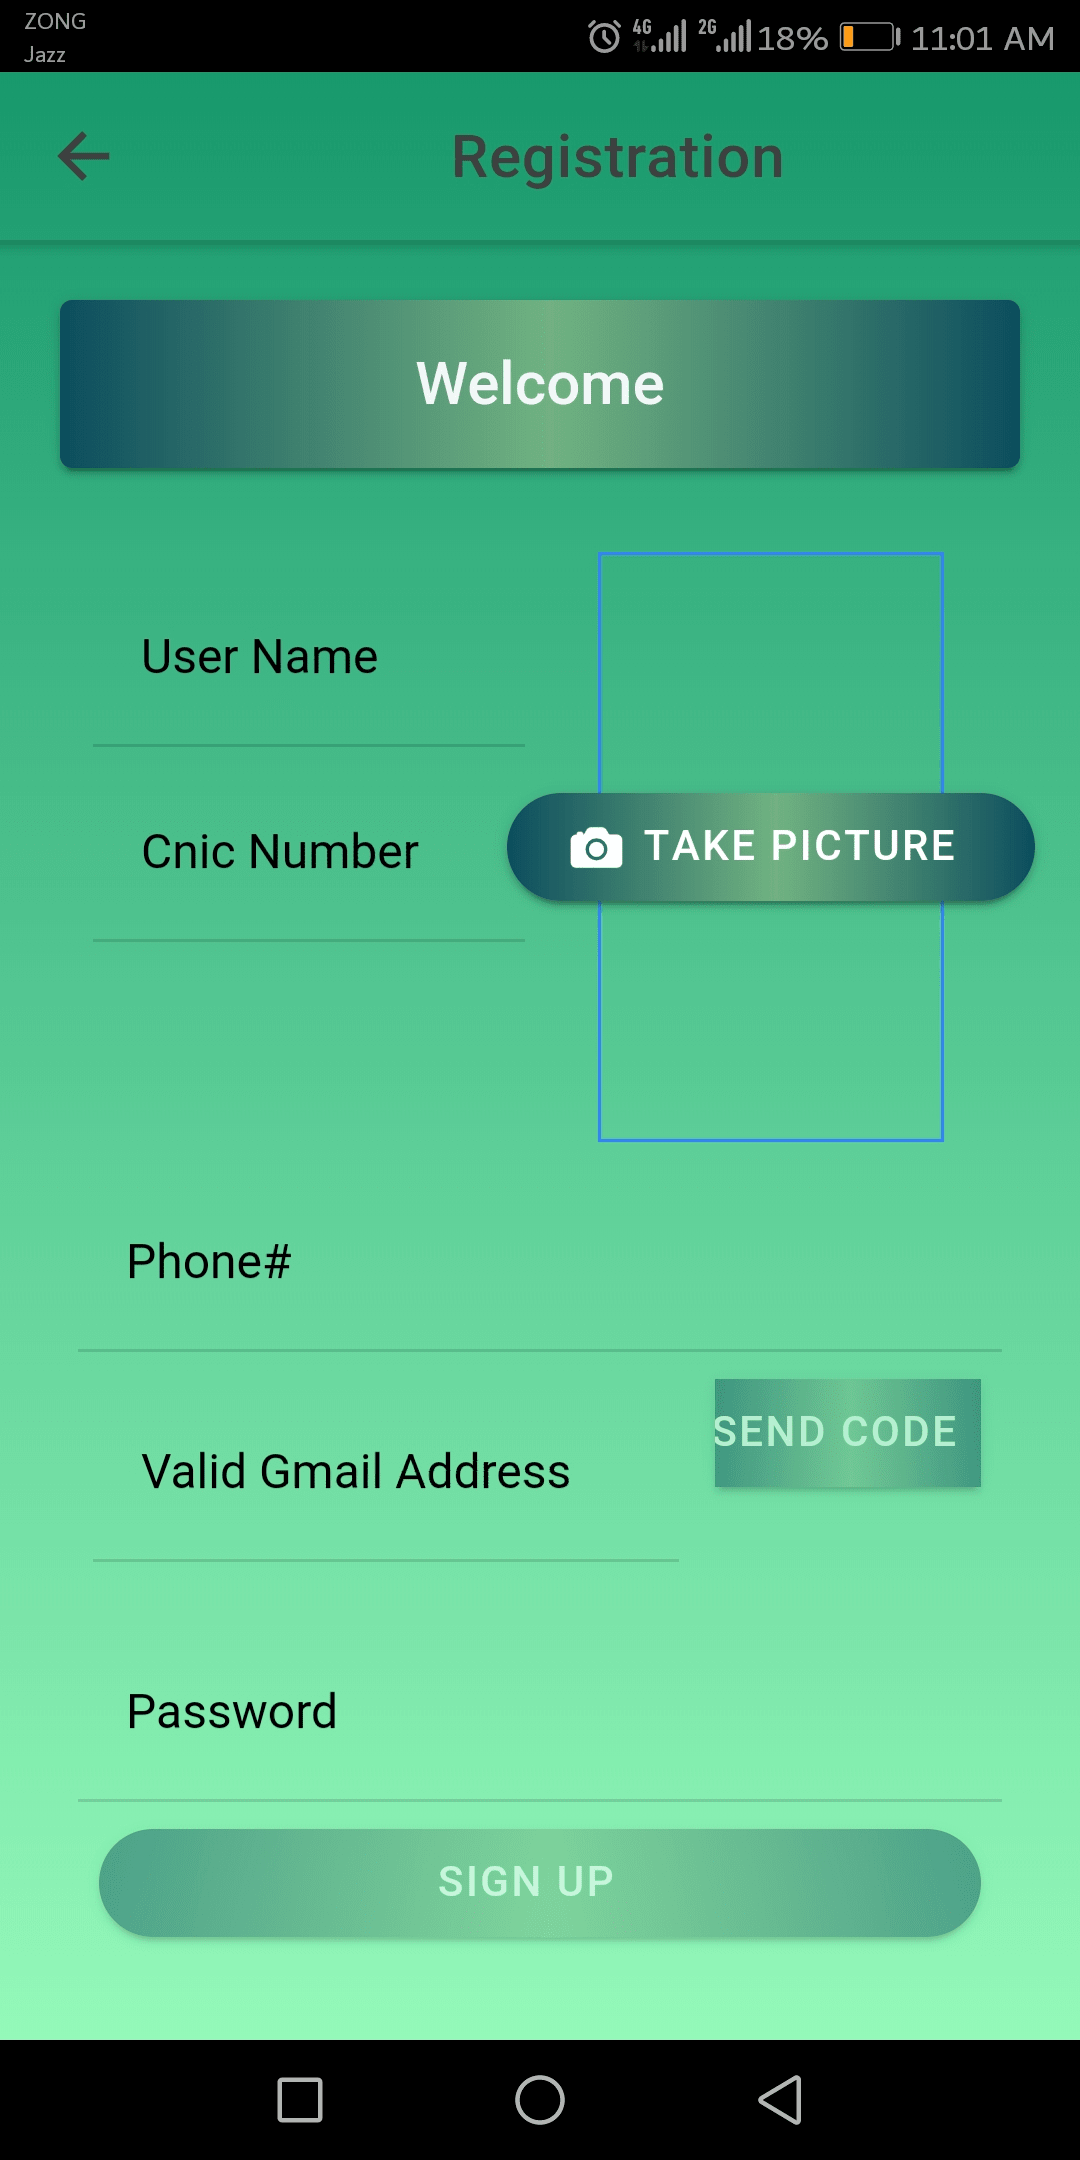 ZONG
Jazz
4G 2G 18% 11:01 AM
Registration
Welcome
User Name
Cnic Number
TAKE PICTURE
Phone#
SEND CODE
Valid Gmail Address
Password
SIGN UP